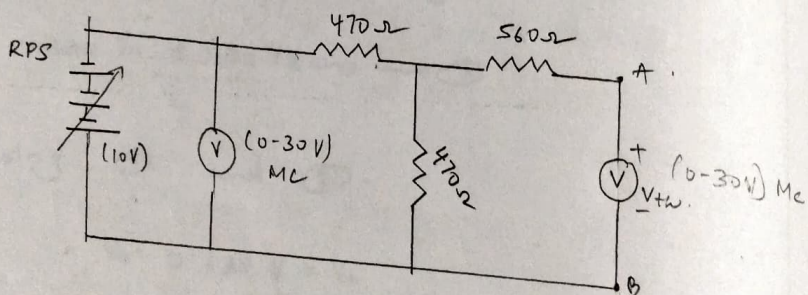 RPS
(10V)
V
(0-30V)
MC
470Ω
560Ω
470Ω
A
+
V
-
Vth.
(0-30V) MC
B